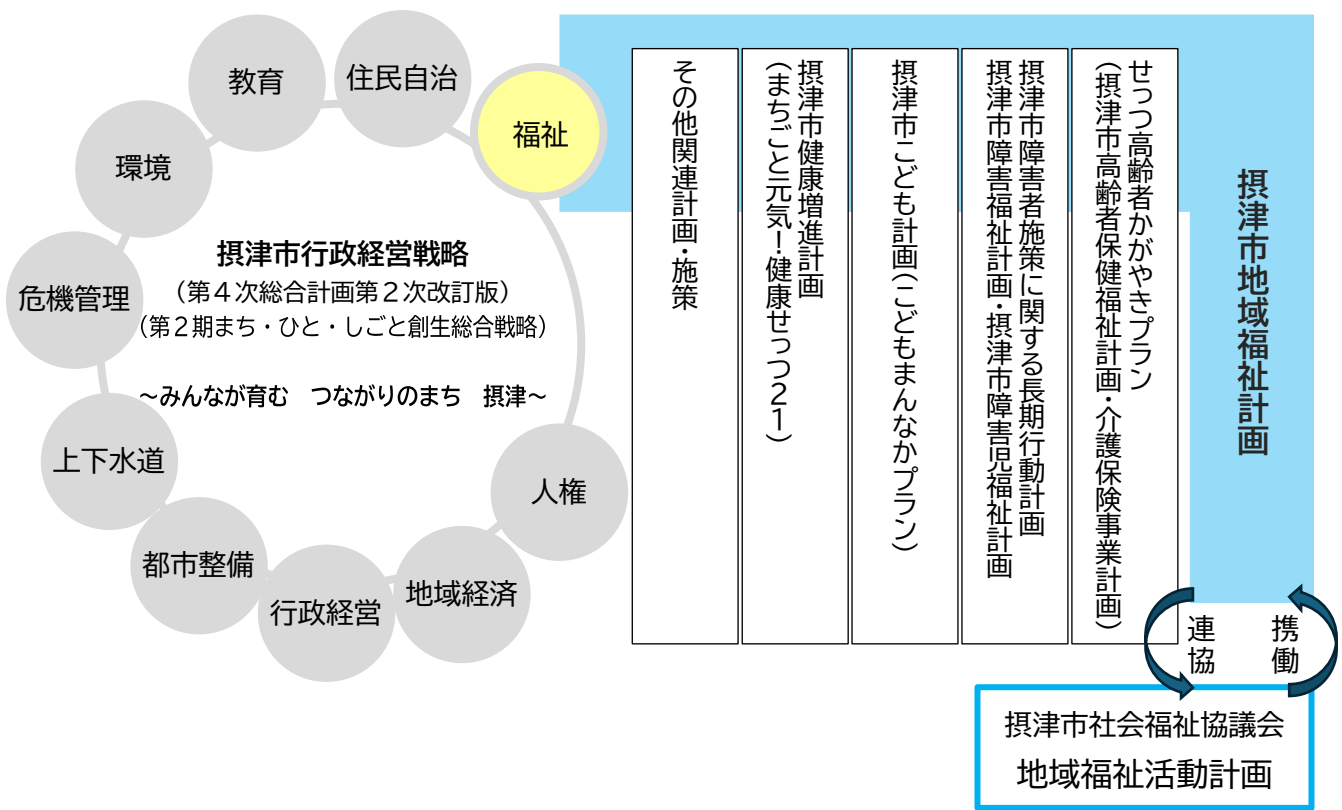 住民自治
教育
福祉
環境
危機管理
上下水道
都市整備
行政経営
地域経済
人権
摂津市行政経営戦略
（第４次総合計画第２次改訂版）
（第２期まち・ひと・しごと創生総合戦略）
～みんなが育む　つながりのまち　摂津～
摂津市地域福祉計画
せっつ高齢者かがやきプラン
（摂津市高齢者保健福祉計画・介護保険事業計画）
摂津市障害者施策に関する長期行動計画
摂津市障害福祉計画・摂津市障害児福祉計画
摂津市こども計画（こどもまんなかプラン）
摂津市健康増進計画
（まちごと元気！健康せっつ２１）
その他関連計画・施策
連携
協働
摂津市社会福祉協議会
地域福祉活動計画